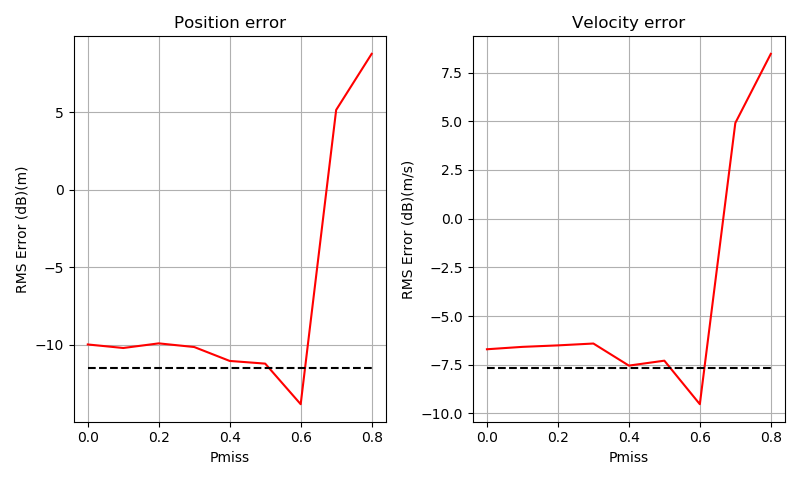 Position error
RMS Error (dB)(m)
5
0
−5
−10
0.0 0.2 0.4 0.6 0.8
Pmiss
Velocity error
RMS Error (dB)(m/s)
7.5
5.0
2.5
0.0
−2.5
−5.0
−7.5
−10.0
0.0 0.2 0.4 0.6 0.8
Pmiss